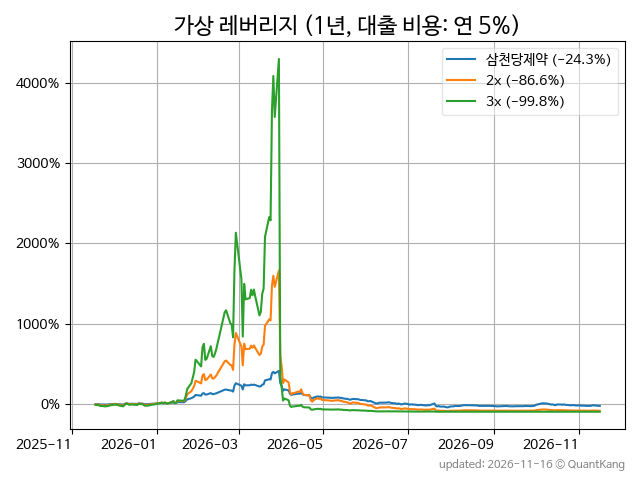 가상 레버리지 (1년, 대출 비용: 연 5%)
삼천당제약 (-24.3%)
2x (-86.6%)
3x (-99.8%)
4000%
3000%
2000%
1000%
0%
2025-11 2026-01 2026-03 2026-05 2026-07 2026-09 2026-11
updated: 2026-11-16 © QuantKang